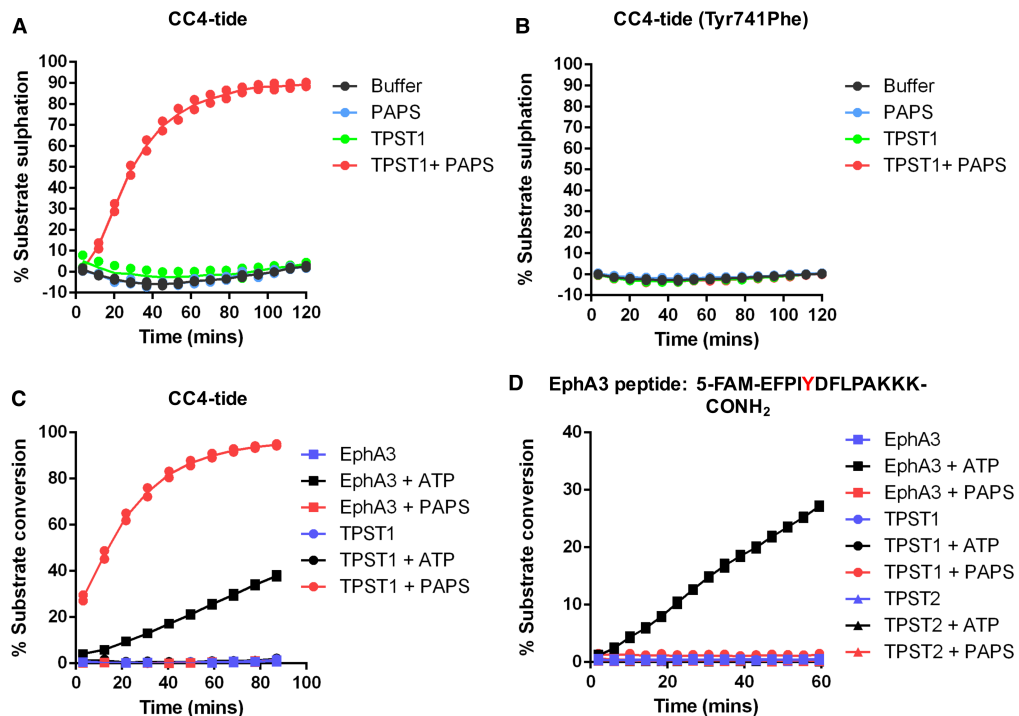 A
CC4-tide
% Substrate sulphation
100
90
80
70
60
50
40
30
20
10
0
-10
0 20 40 60 80 100 120
Time (mins)
Buffer
PAPS
TPST1
TPST1+ PAPS
B
CC4-tide (Tyr741Phe)
% Substrate sulphation
100
90
80
70
60
50
40
30
20
10
0
-10
0 20 40 60 80 100 120
Time (mins)
Buffer
PAPS
TPST1
TPST1+ PAPS
C
CC4-tide
% Substrate conversion
100
80
60
40
20
0
0 20 40 60 80 100
Time (mins)
EphA3
EphA3 + ATP
EphA3 + PAPS
TPST1
TPST1 + ATP
TPST1 + PAPS
D
EphA3 peptide: 5-FAM-EFPIYDFLPAKKK-
CONH₂
% Substrate conversion
40
30
20
10
0
0 20 40 60
Time (mins)
EphA3
EphA3 + ATP
EphA3 + PAPS
TPST1
TPST1 + ATP
TPST1 + PAPS
TPST2
TPST2 + ATP
TPST2 + PAPS